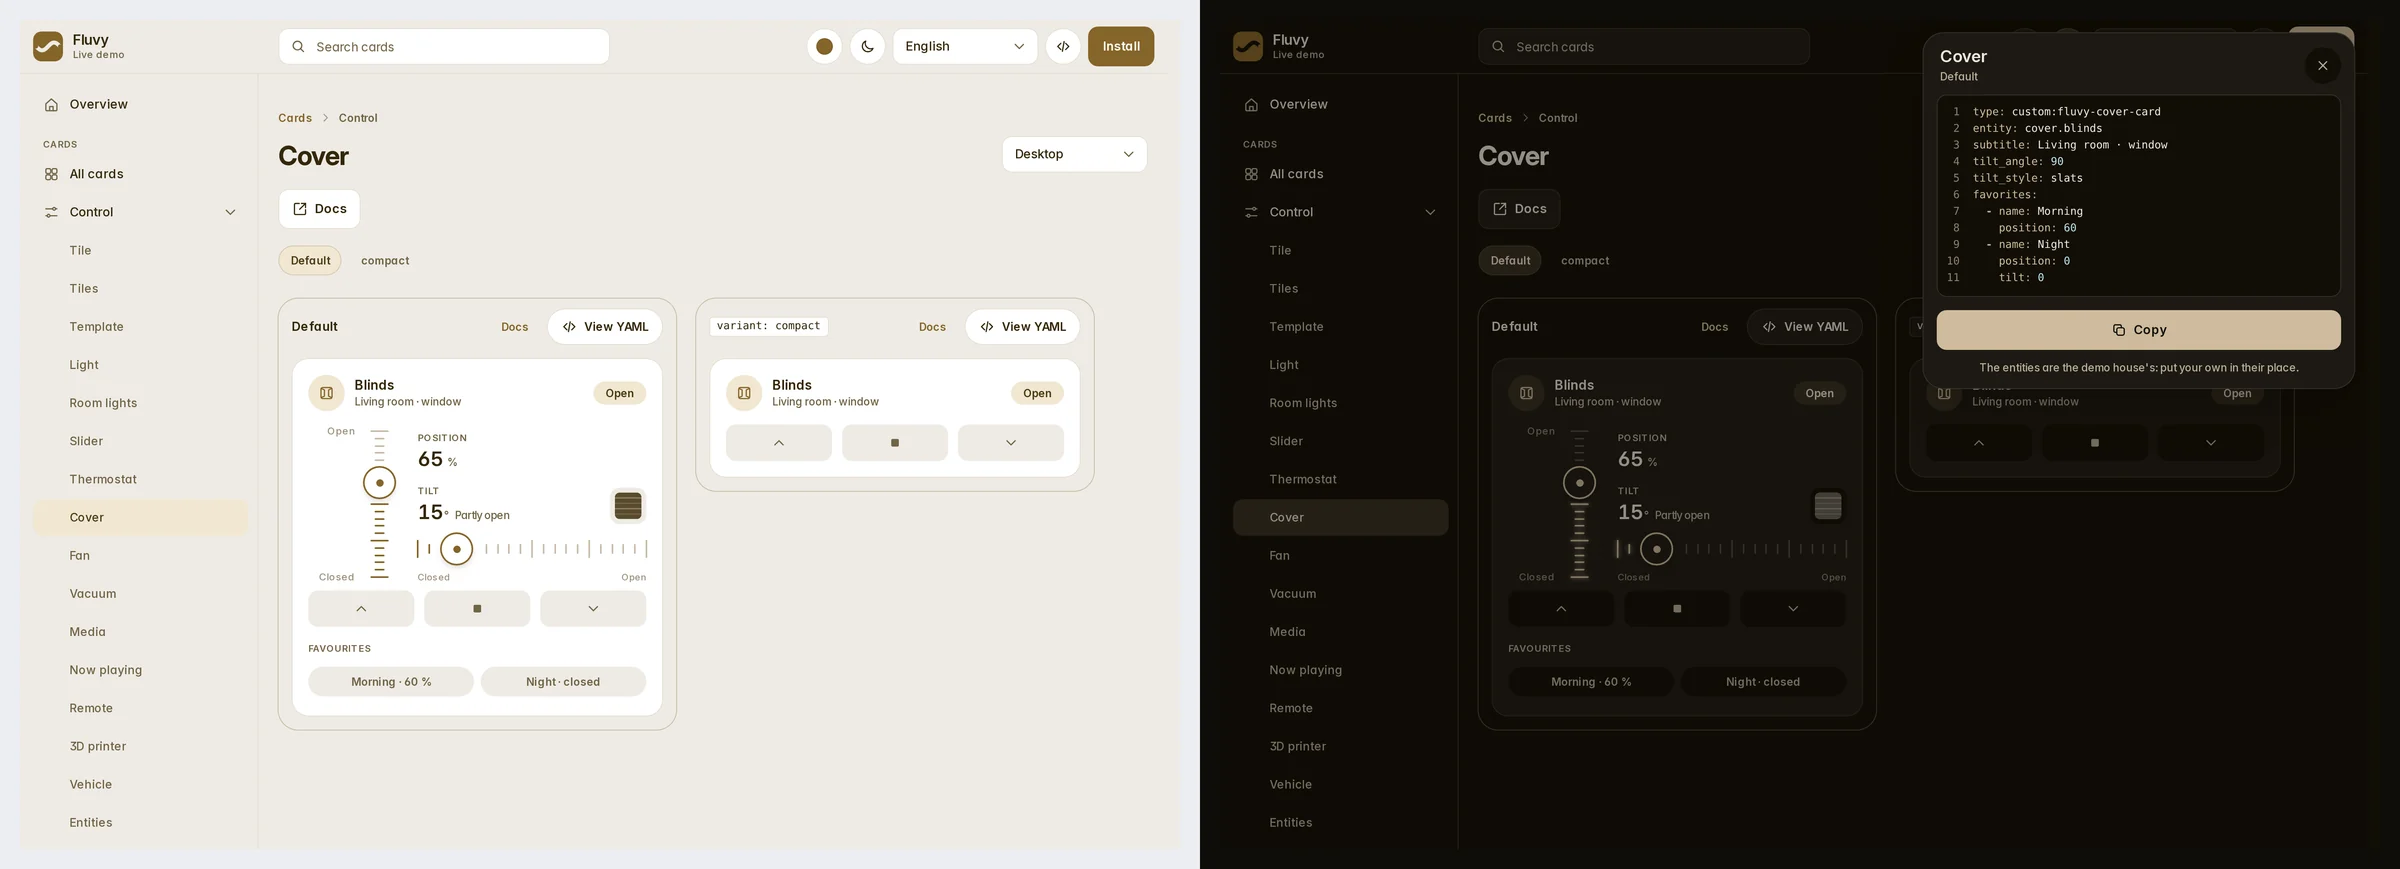 Fluvy
Live demo
Search cards
English
Install
Overview
CARDS
All cards
Control
Tile
Tiles
Template
Light
Room lights
Slider
Thermostat
Cover
Fan
Vacuum
Media
Now playing
Remote
3D printer
Vehicle
Entities
Cards > Control
Cover
Desktop
Docs
Default compact
Default Docs View YAML
Blinds
Living room · window
Open
Open
Closed
POSITION
65 %
TILT
15° Partly open
Closed Open
FAVOURITES
Morning · 60 % Night · closed
variant: compact Docs View YAML
Blinds
Living room · window
Open
Fluvy
Live demo
Search cards
Overview
CARDS
All cards
Control
Tile
Tiles
Template
Light
Room lights
Slider
Thermostat
Cover
Fan
Vacuum
Media
Now playing
Remote
3D printer
Vehicle
Entities
Cards > Control
Cover
Docs
Default compact
Default Docs View YAML
Blinds
Living room · window
Open
Open
Closed
POSITION
65 %
TILT
15° Partly open
Closed Open
FAVOURITES
Morning · 60 % Night · closed
Living room · window
Open
Cover
Default
1 type: custom:fluvy-cover-card
2 entity: cover.blinds
3 subtitle: Living room · window
4 tilt_angle: 90
5 tilt_style: slats
6 favorites:
7 - name: Morning
8 position: 60
9 - name: Night
10 position: 0
11 tilt: 0
Copy
The entities are the demo house's: put your own in their place.